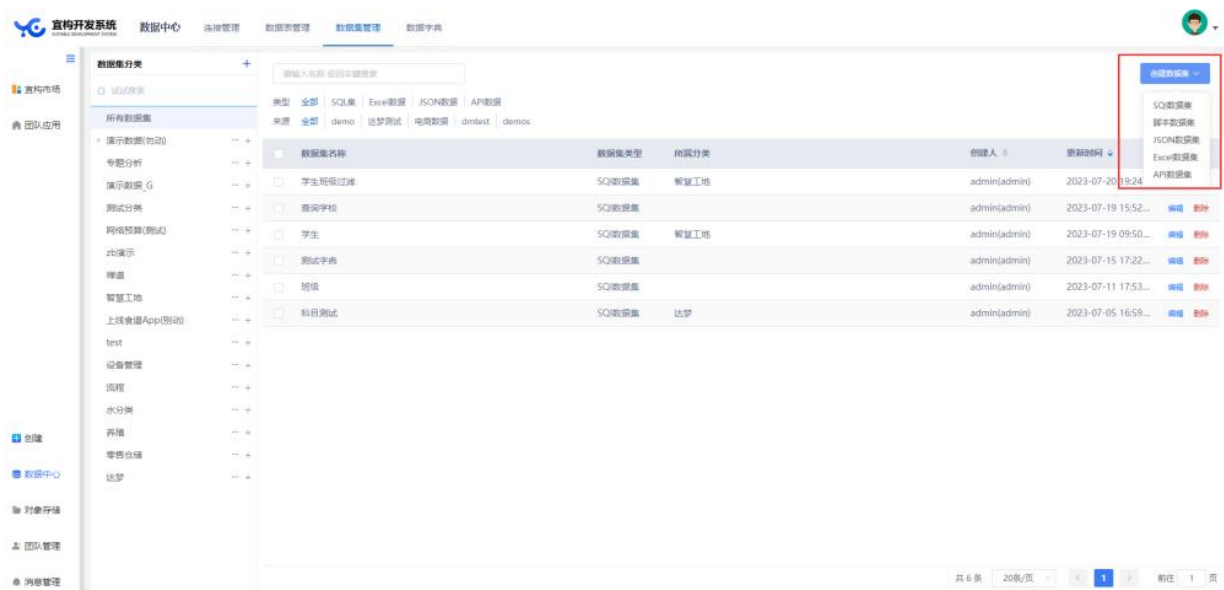 宜构开发系统 数据中心 连接管理 数据表管理 数据集管理 数据字典
SUITABLE DEVELOPMENT SYSTEM
宜构市场
团队应用
创建
数据中心
对象存储
团队管理
消息管理
数据集分类 +
试试搜索
所有数据集
演示数据(勿动) ... +
专题分析 ... +
演示数据_G ... +
测试分类 ... +
网络预算(测试) ... +
zb演示 ... +
禅道 ... +
智慧工地 ... +
上线食谱App(别动) ... +
test ... +
设备管理 ... +
流程 ... +
水分类 ... +
养殖 ... +
零售仓储 ... +
达梦 ... +
请输入名称 按回车键搜索
创建数据集
SQl数据集
脚本数据集
JSON数据集
Excel数据集
API数据集
类型 全部 SQL集 Excel数据 JSON数据 API数据
来源 全部 demo 达梦测试 电商数据 dmtest demos
数据集名称 数据集类型 所属分类 创建人 更新时间
学生班级过滤 SQl数据集 智慧工地 admin(admin) 2023-07-20 19:24
查询学校 SQl数据集 admin(admin) 2023-07-19 15:52... 编辑 删除
学生 SQl数据集 智慧工地 admin(admin) 2023-07-19 09:50... 编辑 删除
测试字典 SQl数据集 admin(admin) 2023-07-15 17:22... 编辑 删除
班级 SQl数据集 admin(admin) 2023-07-11 17:53... 编辑 删除
科目测试 SQl数据集 达梦 admin(admin) 2023-07-05 16:59... 编辑 删除
共 6 条 20条/页 < 1 > 前往 1 页